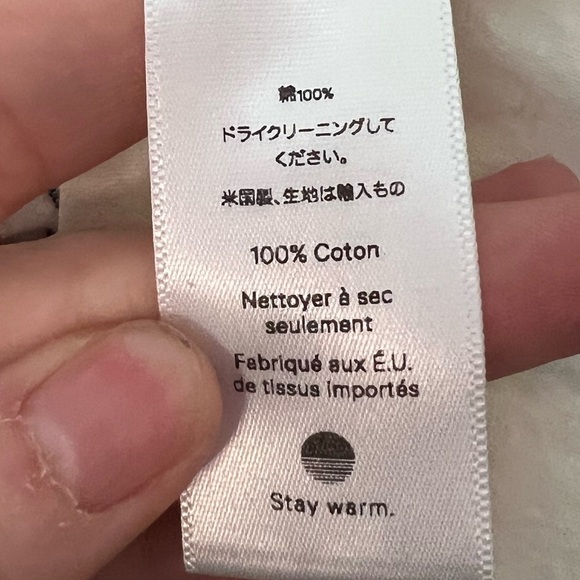 綿100%
ドライクリーニングして
ください。
米国製、生地は輸入もの
100% Coton
Nettoyer à sec
seulement
Fabriqué aux É.U.
de tissus importés
Stay warm.